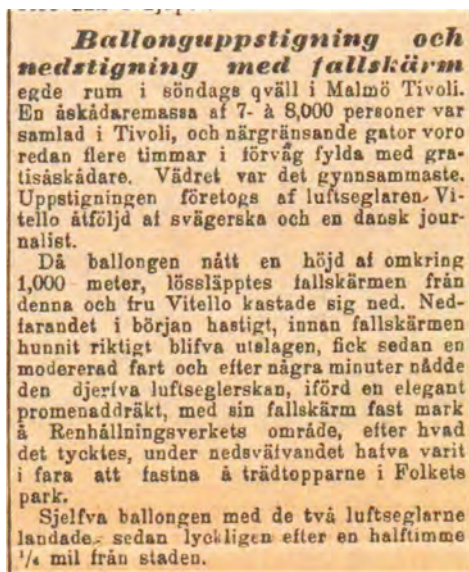 Ballonguppstigning och
nedstigning med fallskärm
egde rum i söndags qväll i Malmö Tivoli.
En åskådaremassa af 7- à 8,000 personer var
samlad i Tivoli, och närgränsande gator voro
redan flere timmar i förväg fylda med gra-
tisåskådare. Vädret var det gynnsammaste.
Uppstigningen företogs af luftseglaren Vi-
tello åtföljd af svägerska och en dansk jour-
nalist.
Då ballongen nått en höjd af omkring
1,000 meter, lössläpptes fallskärmen från
denna och fru Vitello kastade sig ned. Ned-
farandet i början hastigt, innan fallskärmen
hunnit riktigt blifva utslagen, fick sedan en
modererad fart och efter några minuter nådde
den djerfva luftseglerskan, iförd en elegant
promenaddräkt, med sin fallskärm fast mark
å Renhållningsverkets område, efter hvad
det tycktes, under nedsväfvandet hafva varit
i fara att fastna å trädtopparne i Folkets
park.
Sjelfva ballongen med de två luftseglarne
landade sedan lyckligen efter en halftimme
¼ mil från staden.